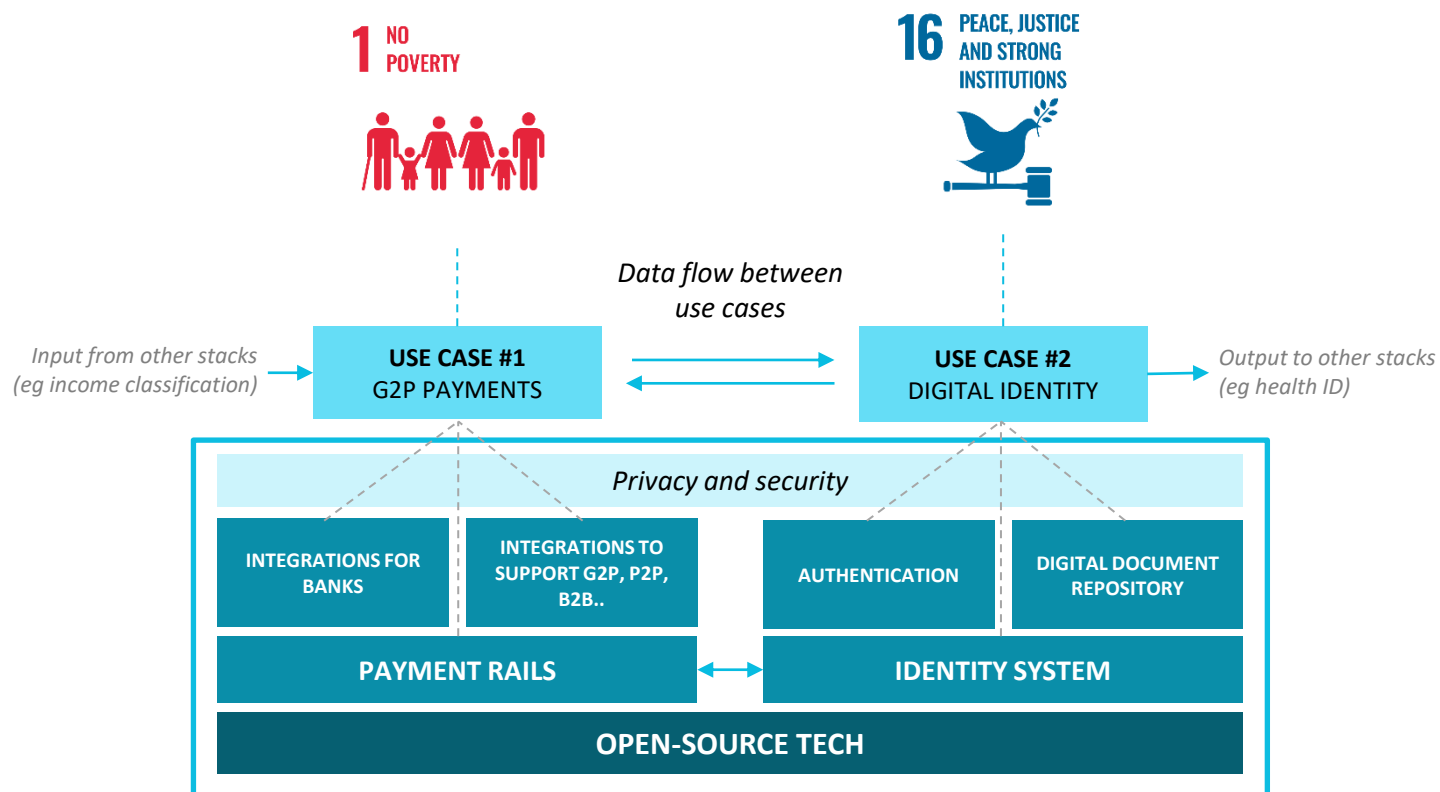 1 NO
POVERTY
16 PEACE, JUSTICE
AND STRONG
INSTITUTIONS
Data flow between
use cases
Input from other stacks
(eg income classification)
USE CASE #1
G2P PAYMENTS
USE CASE #2
DIGITAL IDENTITY
Output to other stacks
(eg health ID)
Privacy and security
INTEGRATIONS FOR
BANKS
INTEGRATIONS TO
SUPPORT G2P, P2P,
B2B..
AUTHENTICATION
DIGITAL DOCUMENT
REPOSITORY
PAYMENT RAILS
IDENTITY SYSTEM
OPEN-SOURCE TECH